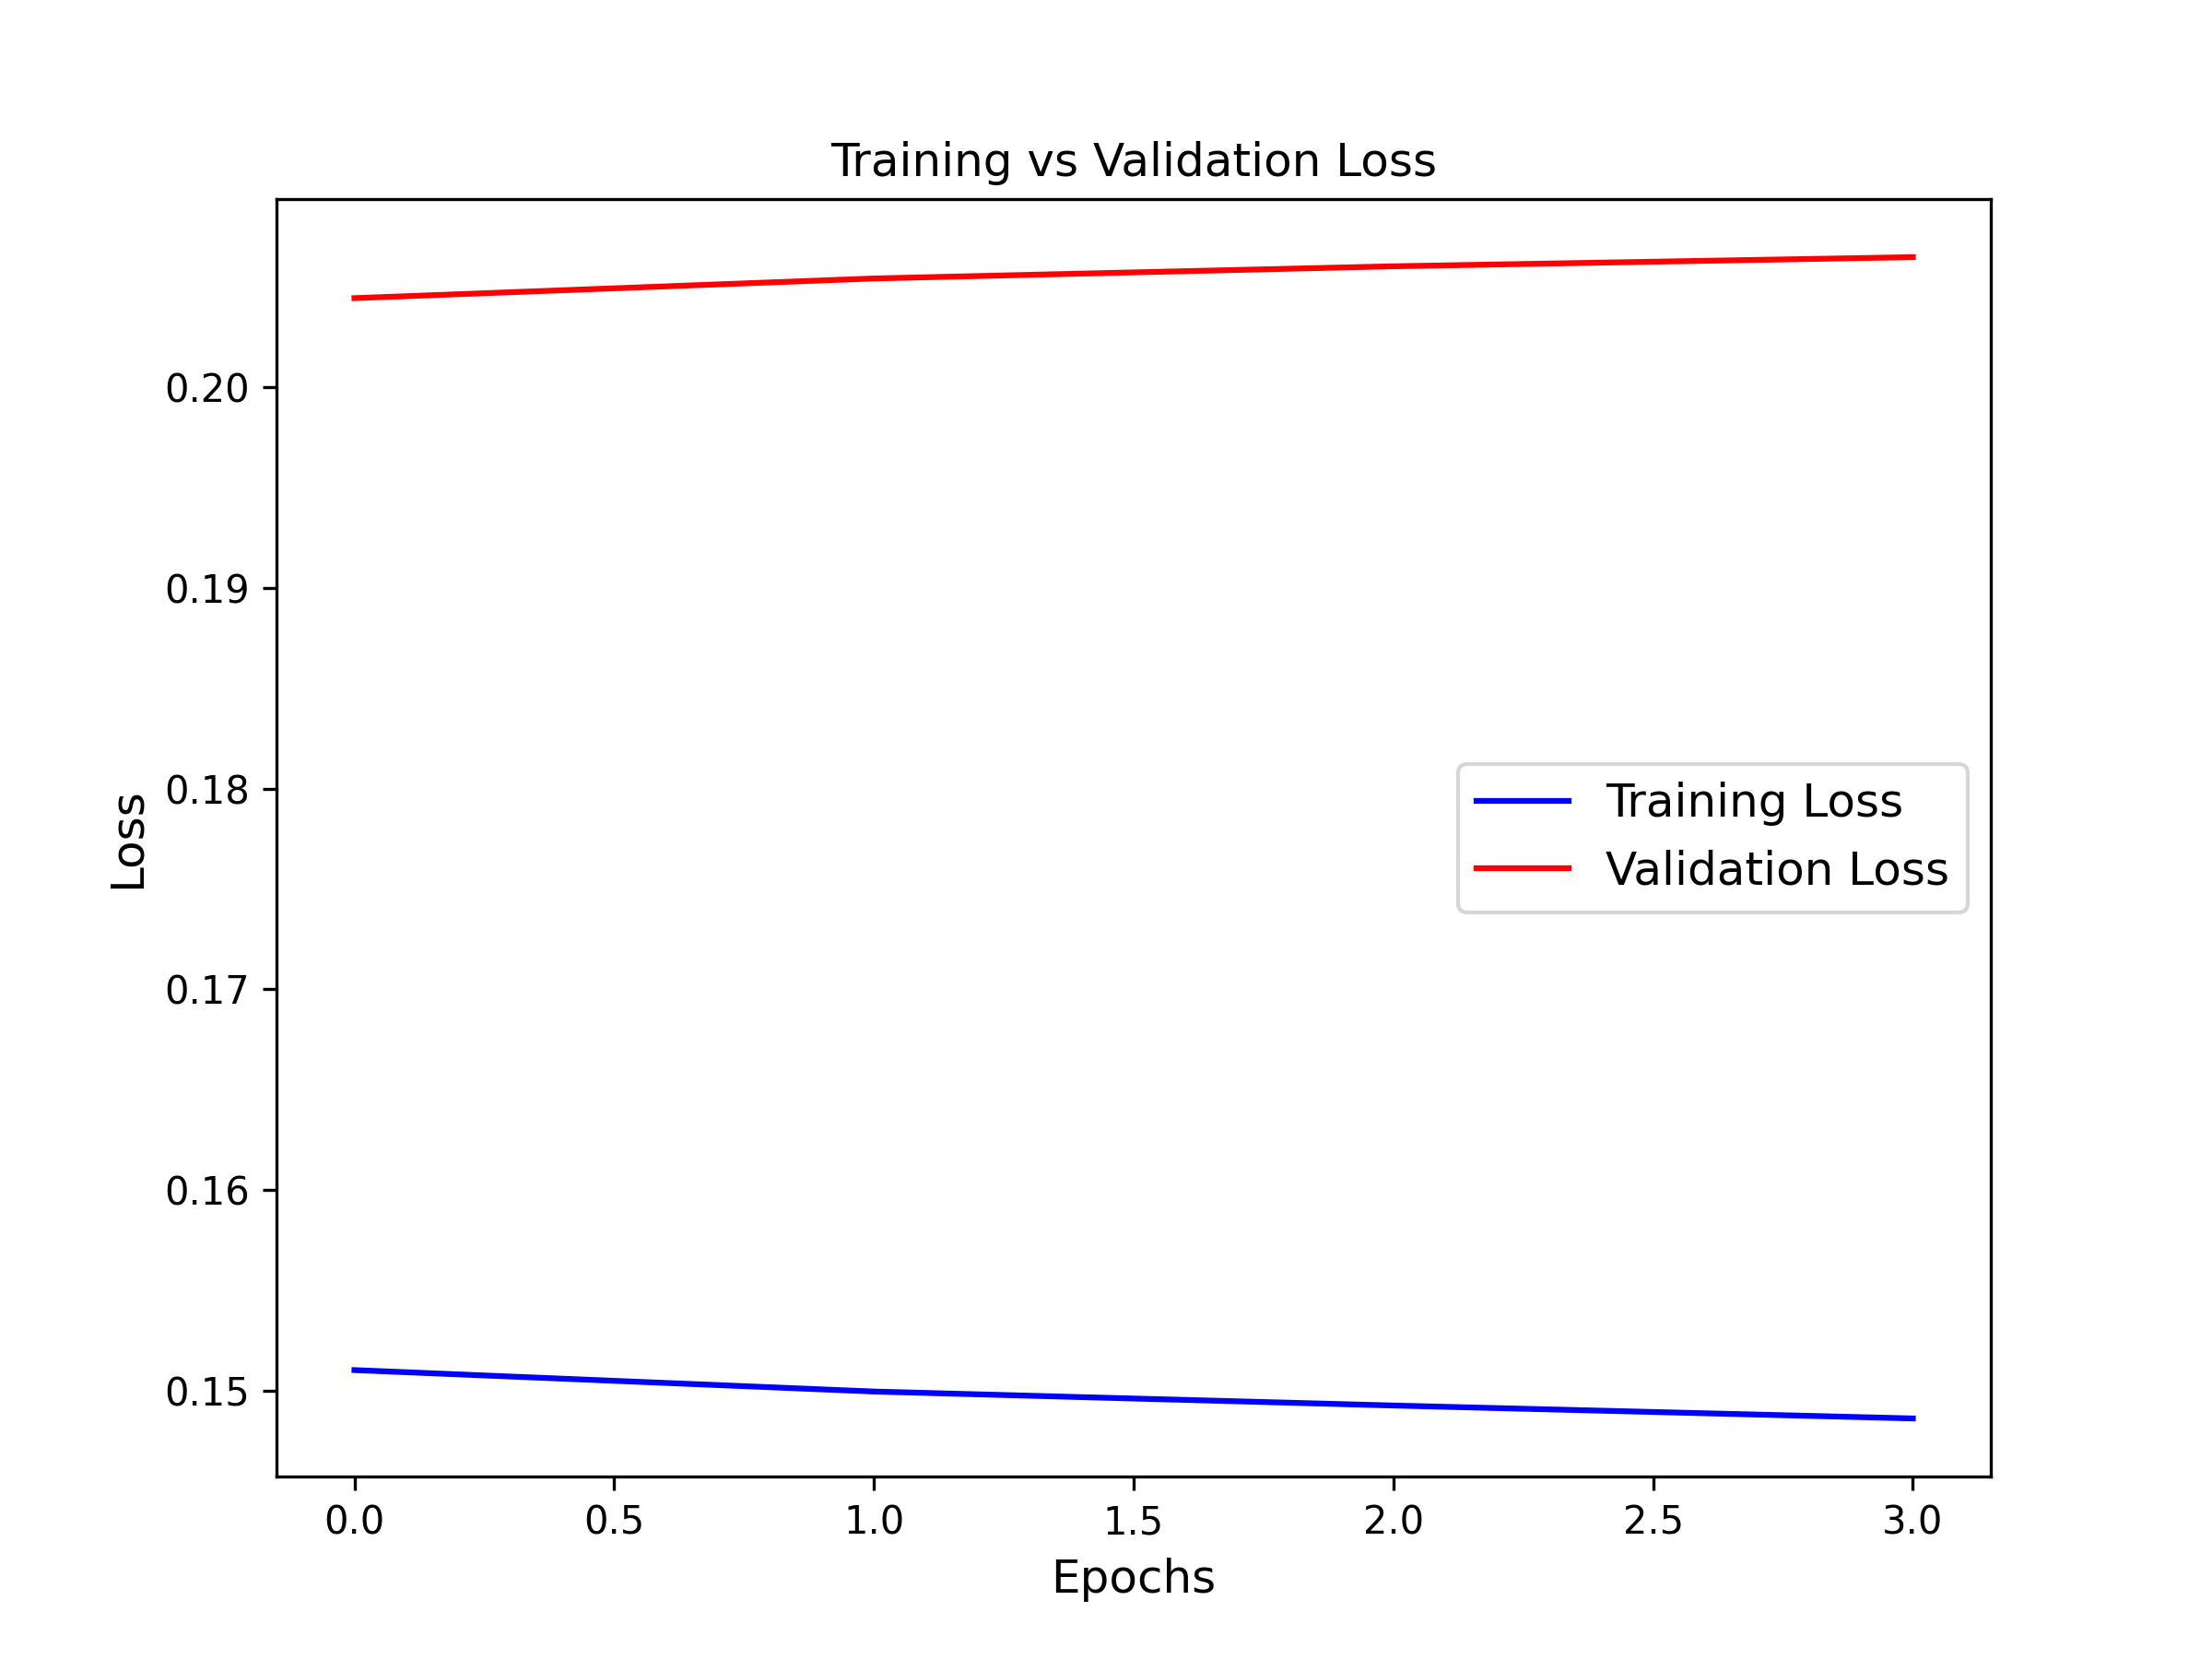 Training vs Validation Loss
0.20
0.19
0.18
0.17
0.16
0.15
Loss
Training Loss
Validation Loss
0.0 0.5 1.0 1.5 2.0 2.5 3.0
Epochs